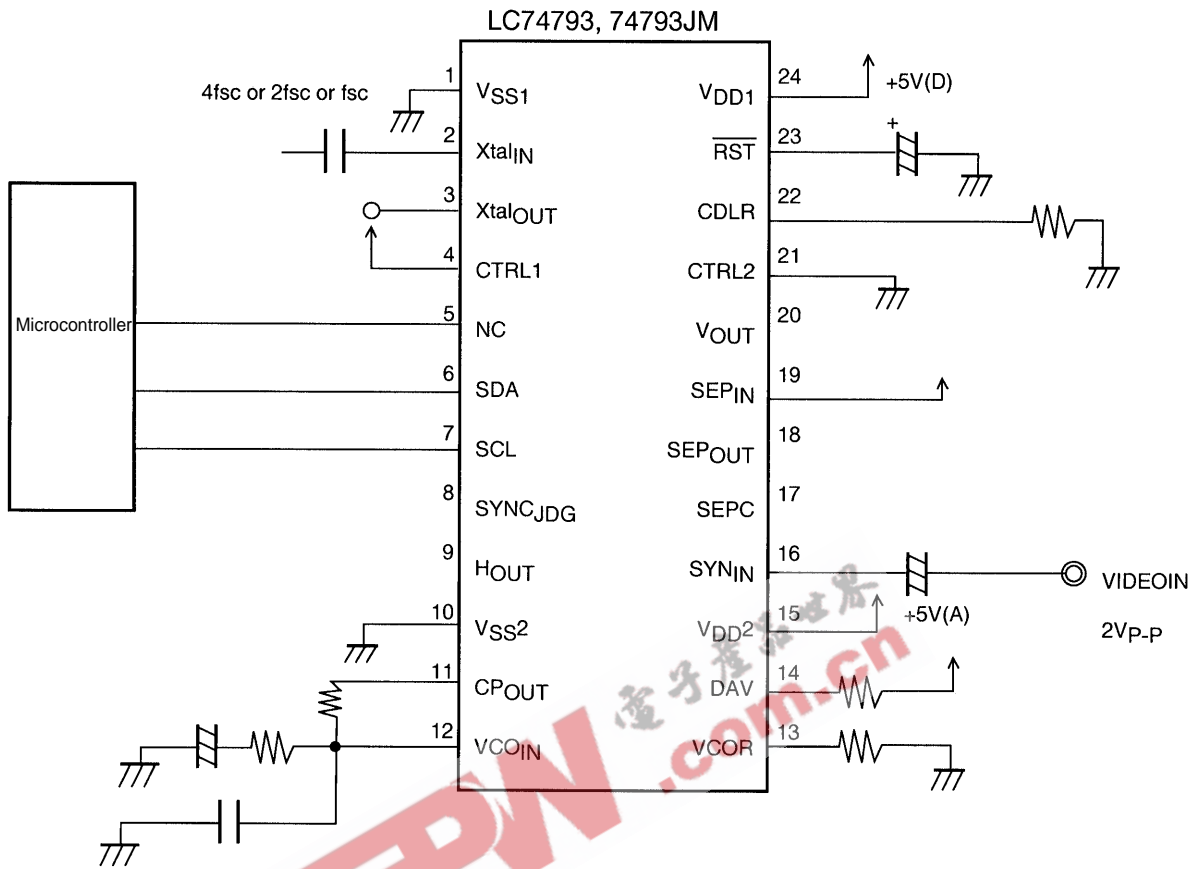 LC74793, 74793JM
4fsc or 2fsc or fsc
Microcontroller
1 VSS1
2 XtalIN
3 XtalOUT
4 CTRL1
5 NC
6 SDA
7 SCL
8 SYNCJDG
9 HOUT
10 VSS2
11 CPOUT
12 VCOIN
VDD1 24 +5V(D)
RST 23 +
CDLR 22
CTRL2 21
VOUT 20
SEPIN 19
SEPOUT 18
SEPC 17
SYNIN 16 VIDEOIN
2VP-P
VDD2 15 +5V(A)
DAV 14
VCOR 13
電子產品世界
.com.cn